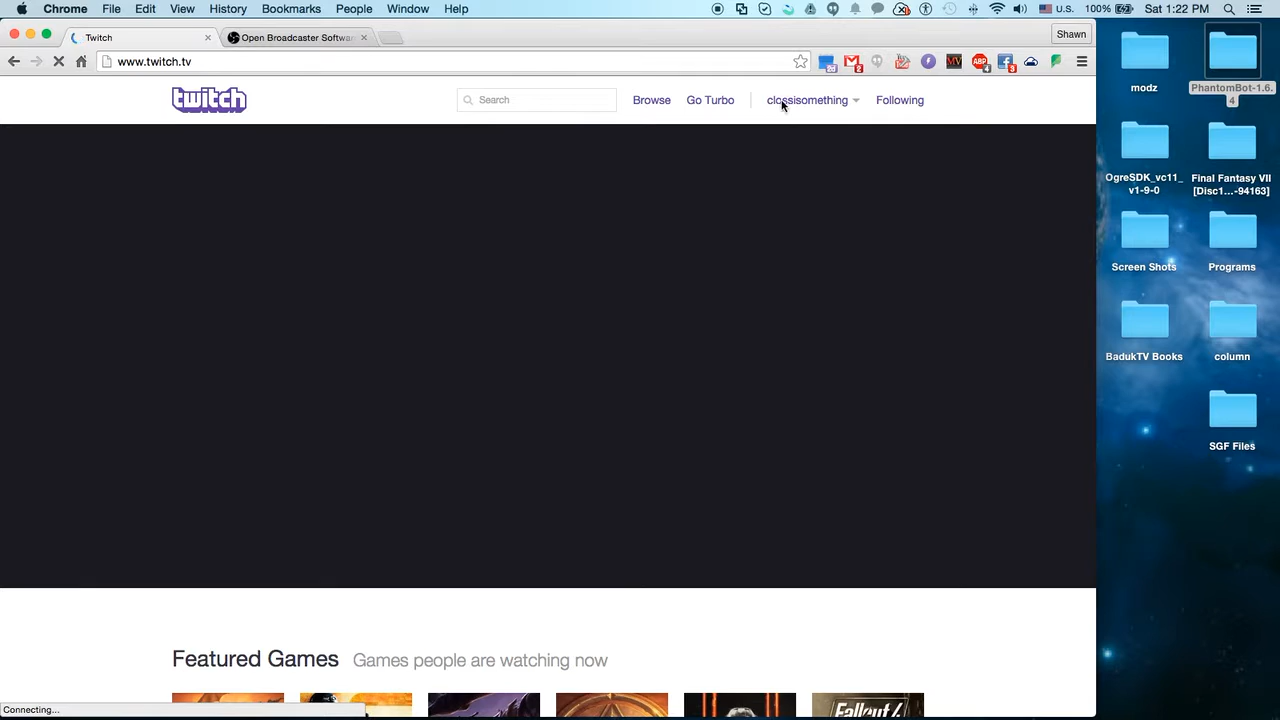 Chrome File Edit View History Bookmarks People Window Help U.S. 100% Sat 1:22 PM
Twitch Open Broadcaster Softwa Shawn
www.twitch.tv
twitch Search Browse Go Turbo clossisomething Following
modz
PhantomBot-1.6.
4
OgreSDK_vc11_
v1-9-0
Final Fantasy VII
[Disc1...-94163]
Screen Shots
Programs
BadukTV Books
column
SGF Files
Featured Games Games people are watching now
Fallout 4
Connecting...